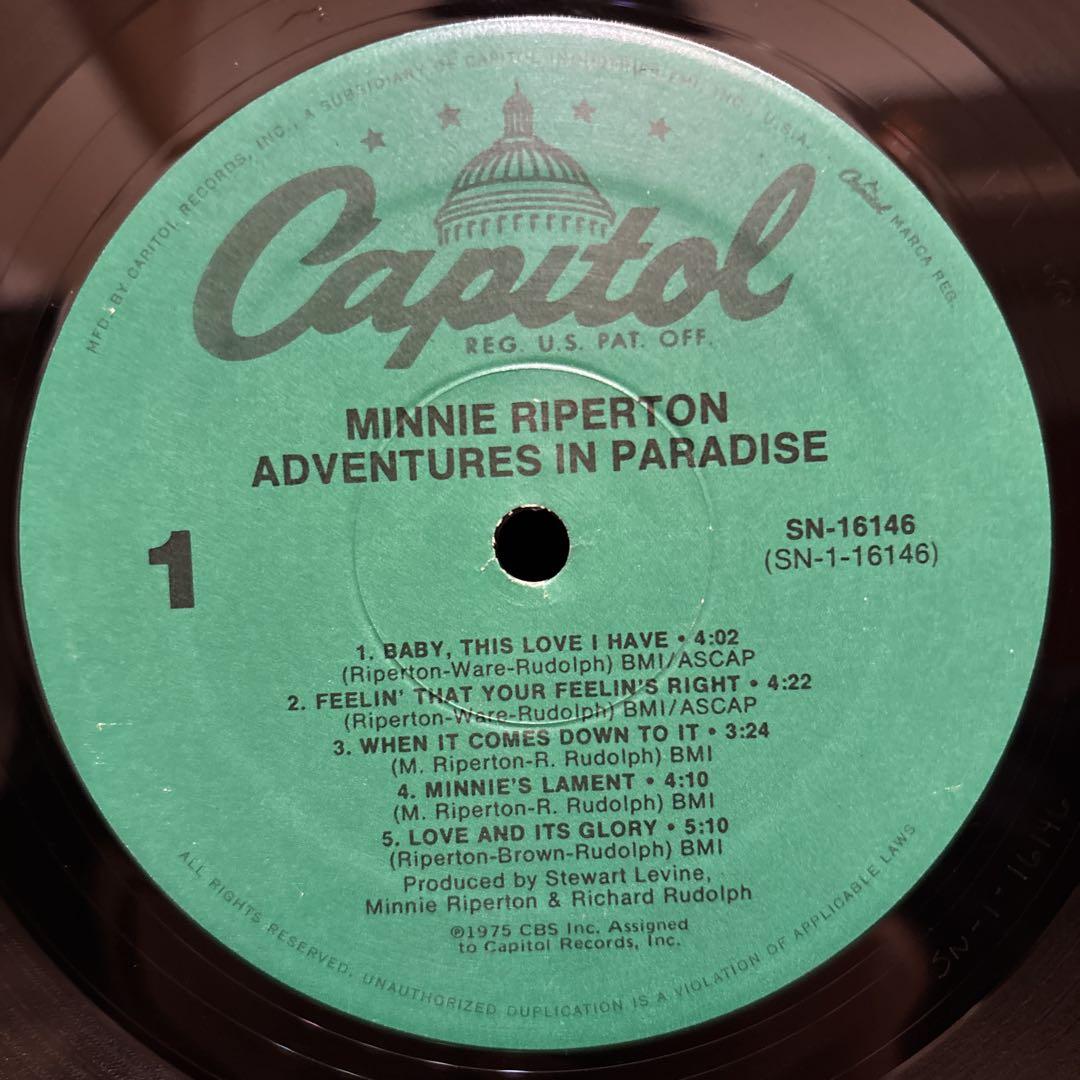 MFD. BY CAPITOL RECORDS, INC., A SUBSIDIARY OF CAPITOL INDUSTRIES-EMI, INC., U.S.A. · Capitol MARCA REG.
Capitol
REG. U.S. PAT. OFF.
MINNIE RIPERTON
ADVENTURES IN PARADISE
1
SN-16146
(SN-1-16146)
1. BABY, THIS LOVE I HAVE • 4:02
(Riperton-Ware-Rudolph) BMI/ASCAP
2. FEELIN' THAT YOUR FEELIN'S RIGHT • 4:22
(Riperton-Ware-Rudolph) BMI/ASCAP
3. WHEN IT COMES DOWN TO IT • 3:24
(M. Riperton-R. Rudolph) BMI
4. MINNIE'S LAMENT • 4:10
(M. Riperton-R. Rudolph) BMI
5. LOVE AND ITS GLORY • 5:10
(Riperton-Brown-Rudolph) BMI
Produced by Stewart Levine,
Minnie Riperton & Richard Rudolph
℗1975 CBS Inc. Assigned
to Capitol Records, Inc.
ALL RIGHTS RESERVED. UNAUTHORIZED DUPLICATION IS A VIOLATION OF APPLICABLE LAWS
SN-1-16146